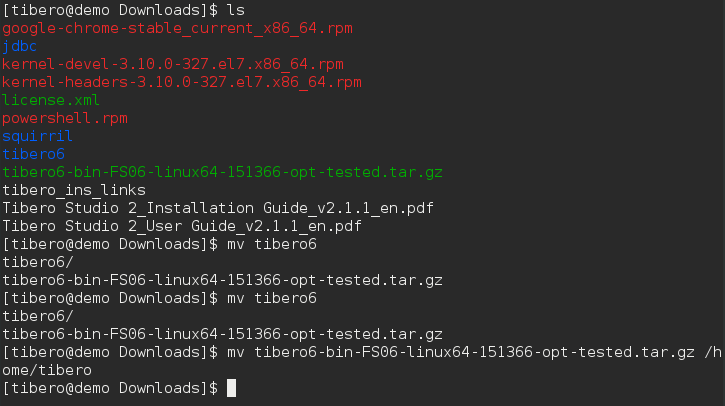 [tibero@demo Downloads]$ ls
google-chrome-stable_current_x86_64.rpm
jdbc
kernel-devel-3.10.0-327.el7.x86_64.rpm
kernel-headers-3.10.0-327.el7.x86_64.rpm
license.xml
powershell.rpm
squirril
tibero6
tibero6-bin-FS06-linux64-151366-opt-tested.tar.gz
tibero_ins_links
Tibero Studio 2_Installation Guide_v2.1.1_en.pdf
Tibero Studio 2_User Guide_v2.1.1_en.pdf
[tibero@demo Downloads]$ mv tibero6
tibero6/
tibero6-bin-FS06-linux64-151366-opt-tested.tar.gz
[tibero@demo Downloads]$ mv tibero6
tibero6/
tibero6-bin-FS06-linux64-151366-opt-tested.tar.gz
[tibero@demo Downloads]$ mv tibero6-bin-FS06-linux64-151366-opt-tested.tar.gz /h
ome/tibero
[tibero@demo Downloads]$